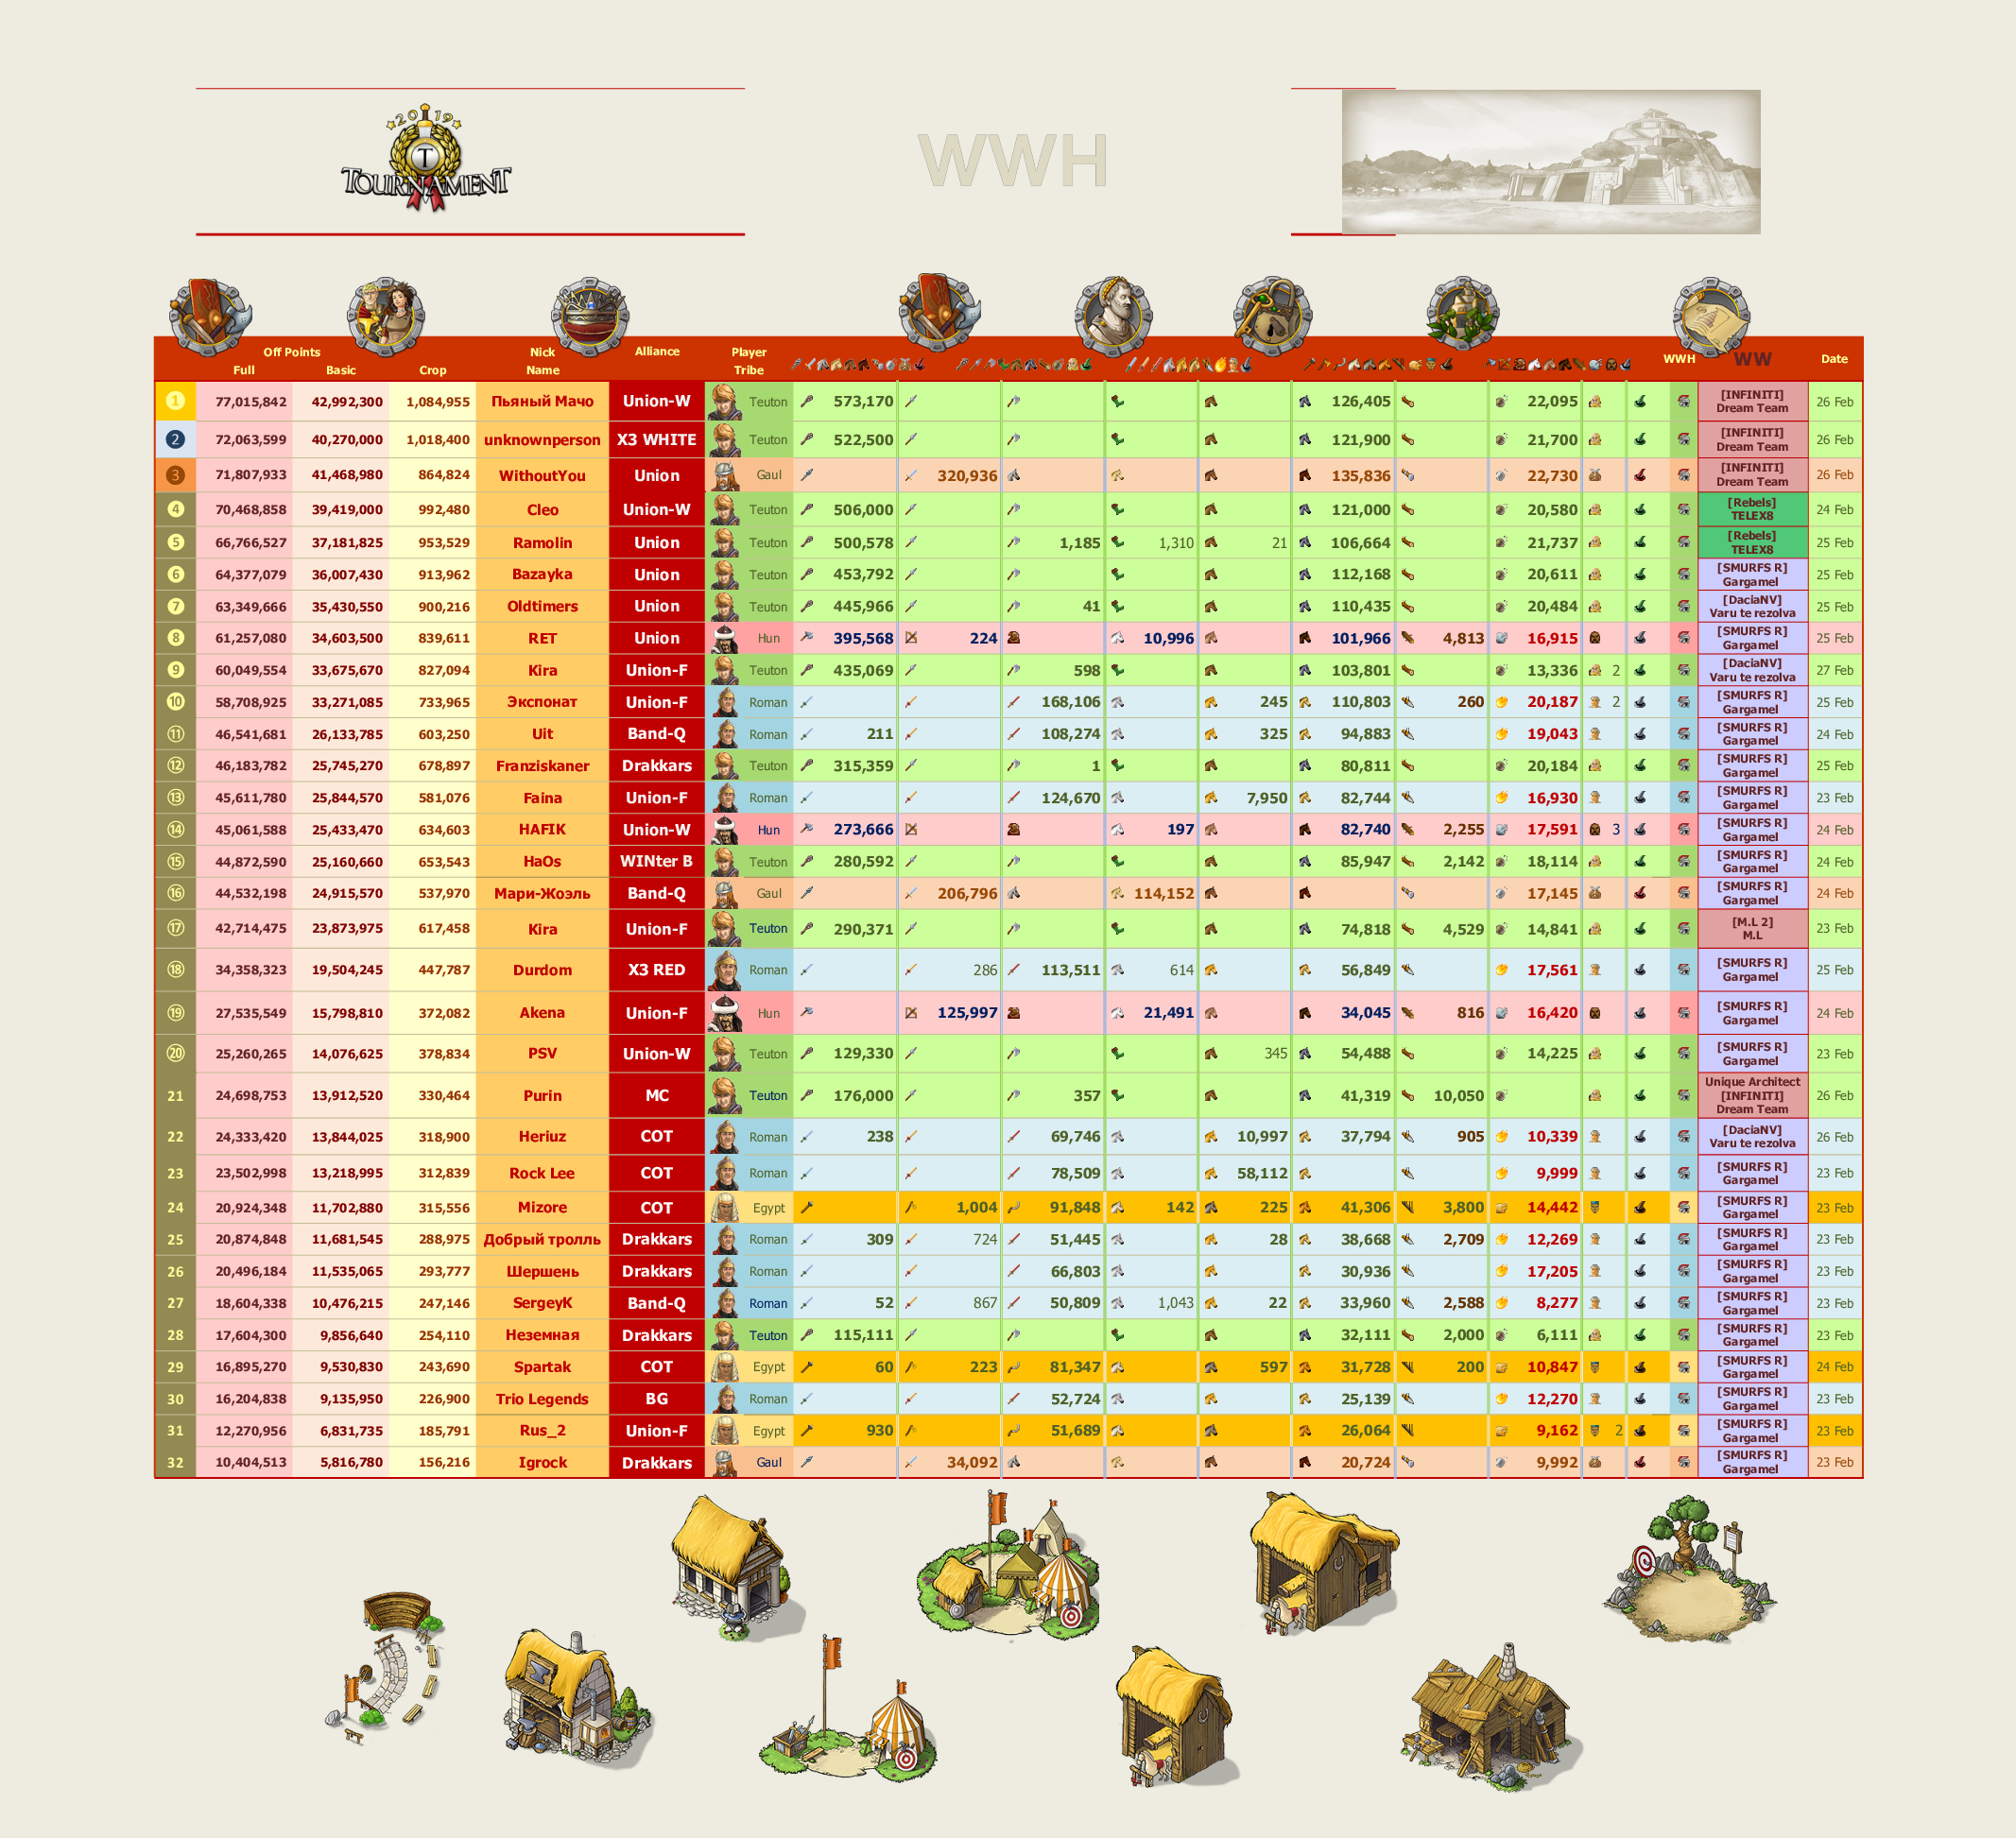 2019
T
TOURNAMENT
WWH
Off Points Nick Alliance Player WWH WW Date
Full Basic Crop Name Tribe
1 77,015,842 42,992,300 1,084,955 Пьяный Мачо Union-W Teuton 573,170 126,405 22,095 [INFINITI] 26 Feb
Dream Team
2 72,063,599 40,270,000 1,018,400 unknownperson X3 WHITE Teuton 522,500 121,900 21,700 [INFINITI] 26 Feb
Dream Team
3 71,807,933 41,468,980 864,824 WithoutYou Union Gaul 320,936 135,836 22,730 [INFINITI] 26 Feb
Dream Team
4 70,468,858 39,419,000 992,480 Cleo Union-W Teuton 506,000 121,000 20,580 [Rebels] 24 Feb
TELEX8
5 66,766,527 37,181,825 953,529 Ramolin Union Teuton 500,578 1,185 1,310 21 106,664 21,737 [Rebels] 25 Feb
TELEX8
6 64,377,079 36,007,430 913,962 Bazayka Union Teuton 453,792 112,168 20,611 [SMURFS R] 25 Feb
Gargamel
7 63,349,666 35,430,550 900,216 Oldtimers Union Teuton 445,966 41 110,435 20,484 [DaciaNV] 25 Feb
Varu te rezolva
8 61,257,080 34,603,500 839,611 RET Union Hun 395,568 224 10,996 101,966 4,813 16,915 [SMURFS R] 25 Feb
Gargamel
9 60,049,554 33,675,670 827,094 Kira Union-F Teuton 435,069 598 103,801 13,336 2 [DaciaNV] 27 Feb
Varu te rezolva
10 58,708,925 33,271,085 733,965 Экспонат Union-F Roman 168,106 245 110,803 260 20,187 2 [SMURFS R] 25 Feb
Gargamel
11 46,541,681 26,133,785 603,250 Uit Band-Q Roman 211 108,274 325 94,883 19,043 [SMURFS R] 24 Feb
Gargamel
12 46,183,782 25,745,270 678,897 Franziskaner Drakkars Teuton 315,359 1 80,811 20,184 [SMURFS R] 25 Feb
Gargamel
13 45,611,780 25,844,570 581,076 Faina Union-F Roman 124,670 7,950 82,744 16,930 [SMURFS R] 23 Feb
Gargamel
14 45,061,588 25,433,470 634,603 HAFIK Union-W Hun 273,666 197 82,740 2,255 17,591 3 [SMURFS R] 24 Feb
Gargamel
15 44,872,590 25,160,660 653,543 HaOs WINter B Teuton 280,592 85,947 2,142 18,114 [SMURFS R] 24 Feb
Gargamel
16 44,532,198 24,915,570 537,970 Мари-Жоэль Band-Q Gaul 206,796 114,152 17,145 [SMURFS R] 24 Feb
Gargamel
17 42,714,475 23,873,975 617,458 Kira Union-F Teuton 290,371 74,818 4,529 14,841 [M.L 2] 23 Feb
M.L
18 34,358,323 19,504,245 447,787 Durdom X3 RED Roman 286 113,511 614 56,849 17,561 [SMURFS R] 25 Feb
Gargamel
19 27,535,549 15,798,810 372,082 Akena Union-F Hun 125,997 21,491 34,045 816 16,420 [SMURFS R] 24 Feb
Gargamel
20 25,260,265 14,076,625 378,834 PSV Union-W Teuton 129,330 345 54,488 14,225 [SMURFS R] 23 Feb
Gargamel
21 24,698,753 13,912,520 330,464 Purin MC Teuton 176,000 357 41,319 10,050 Unique Architect 26 Feb
[INFINITI]
Dream Team
22 24,333,420 13,844,025 318,900 Heriuz COT Roman 238 69,746 10,997 37,794 905 10,339 [DaciaNV] 26 Feb
Varu te rezolva
23 23,502,998 13,218,995 312,839 Rock Lee COT Roman 78,509 58,112 9,999 [SMURFS R] 23 Feb
Gargamel
24 20,924,348 11,702,880 315,556 Mizore COT Egypt 1,004 91,848 142 225 41,306 3,800 14,442 [SMURFS R] 23 Feb
Gargamel
25 20,874,848 11,681,545 288,975 Добрый тролль Drakkars Roman 309 724 51,445 28 38,668 2,709 12,269 [SMURFS R] 23 Feb
Gargamel
26 20,496,184 11,535,065 293,777 Шершень Drakkars Roman 66,803 30,936 17,205 [SMURFS R] 23 Feb
Gargamel
27 18,604,338 10,476,215 247,146 SergeyK Band-Q Roman 52 867 50,809 1,043 22 33,960 2,588 8,277 [SMURFS R] 23 Feb
Gargamel
28 17,604,300 9,856,640 254,110 Неземная Drakkars Teuton 115,111 32,111 2,000 6,111 [SMURFS R] 23 Feb
Gargamel
29 16,895,270 9,530,830 243,690 Spartak COT Egypt 60 223 81,347 597 31,728 200 10,847 [SMURFS R] 24 Feb
Gargamel
30 16,204,838 9,135,950 226,900 Trio Legends BG Roman 52,724 25,139 12,270 [SMURFS R] 23 Feb
Gargamel
31 12,270,956 6,831,735 185,791 Rus_2 Union-F Egypt 930 51,689 26,064 9,162 2 [SMURFS R] 23 Feb
Gargamel
32 10,404,513 5,816,780 156,216 Igrock Drakkars Gaul 34,092 20,724 9,992 [SMURFS R] 23 Feb
Gargamel